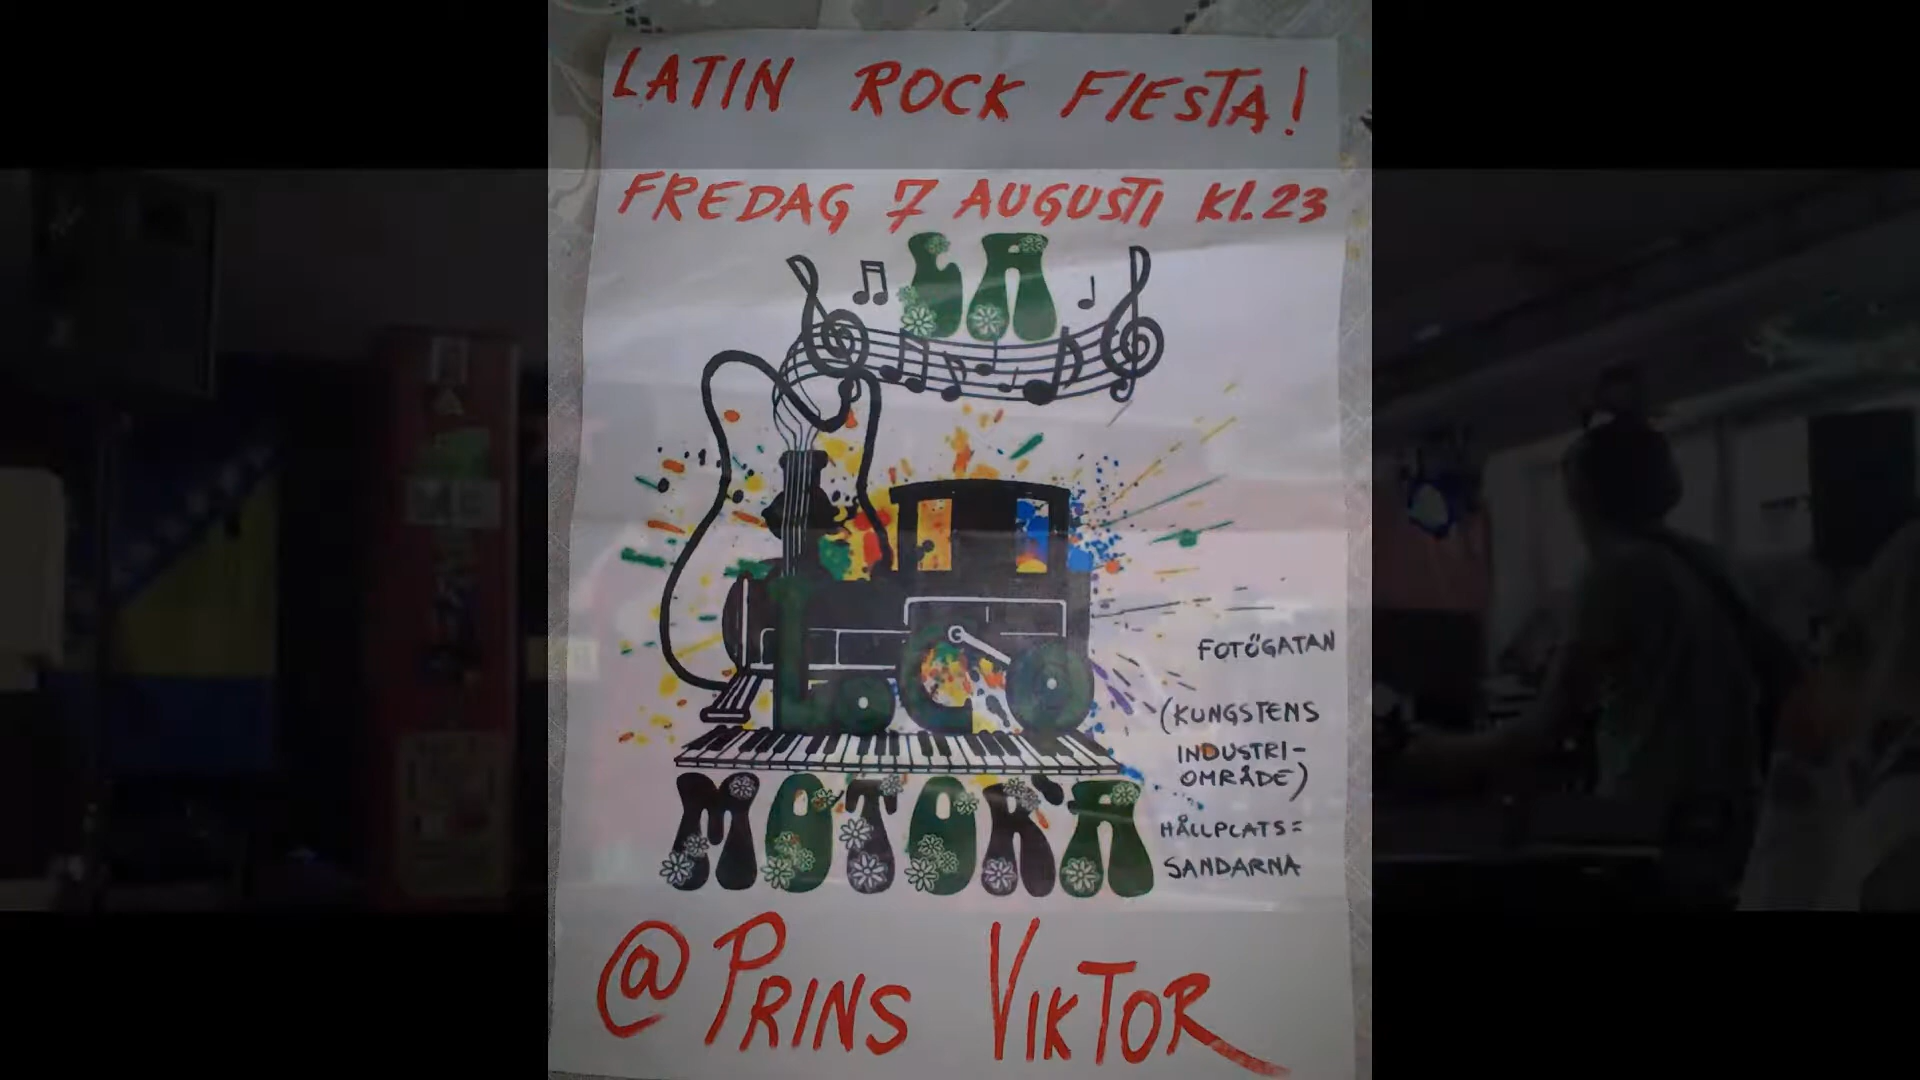 LATIN ROCK FIESTA!
FREDAG 7 AUGUSTI Kl.23
LA
LOCO
MOTORA
FOTÖGATAN
(KUNGSTENS
INDUSTRI-
OMRÅDE)
HÅLLPLATS=
SANDARNA
@ PRINS VIKTOR